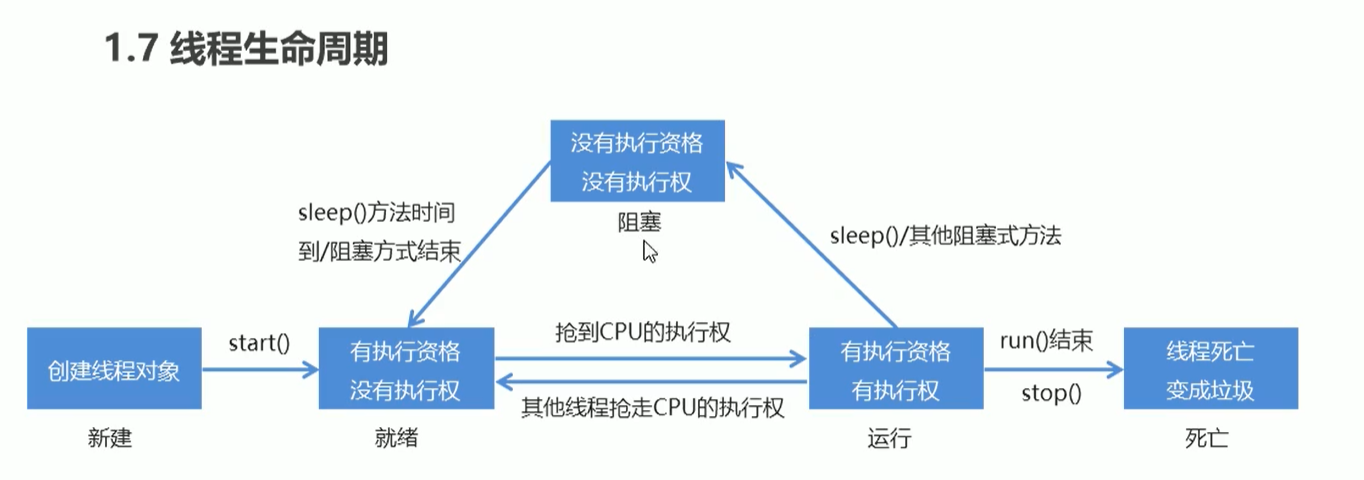 1.7 线程生命周期
没有执行资格
没有执行权
阻塞
sleep()方法时间
到/阻塞方式结束
sleep()/其他阻塞式方法
创建线程对象
新建
start()
有执行资格
没有执行权
就绪
抢到CPU的执行权
其他线程抢走CPU的执行权
有执行资格
有执行权
运行
run()结束
stop()
线程死亡
变成垃圾
死亡